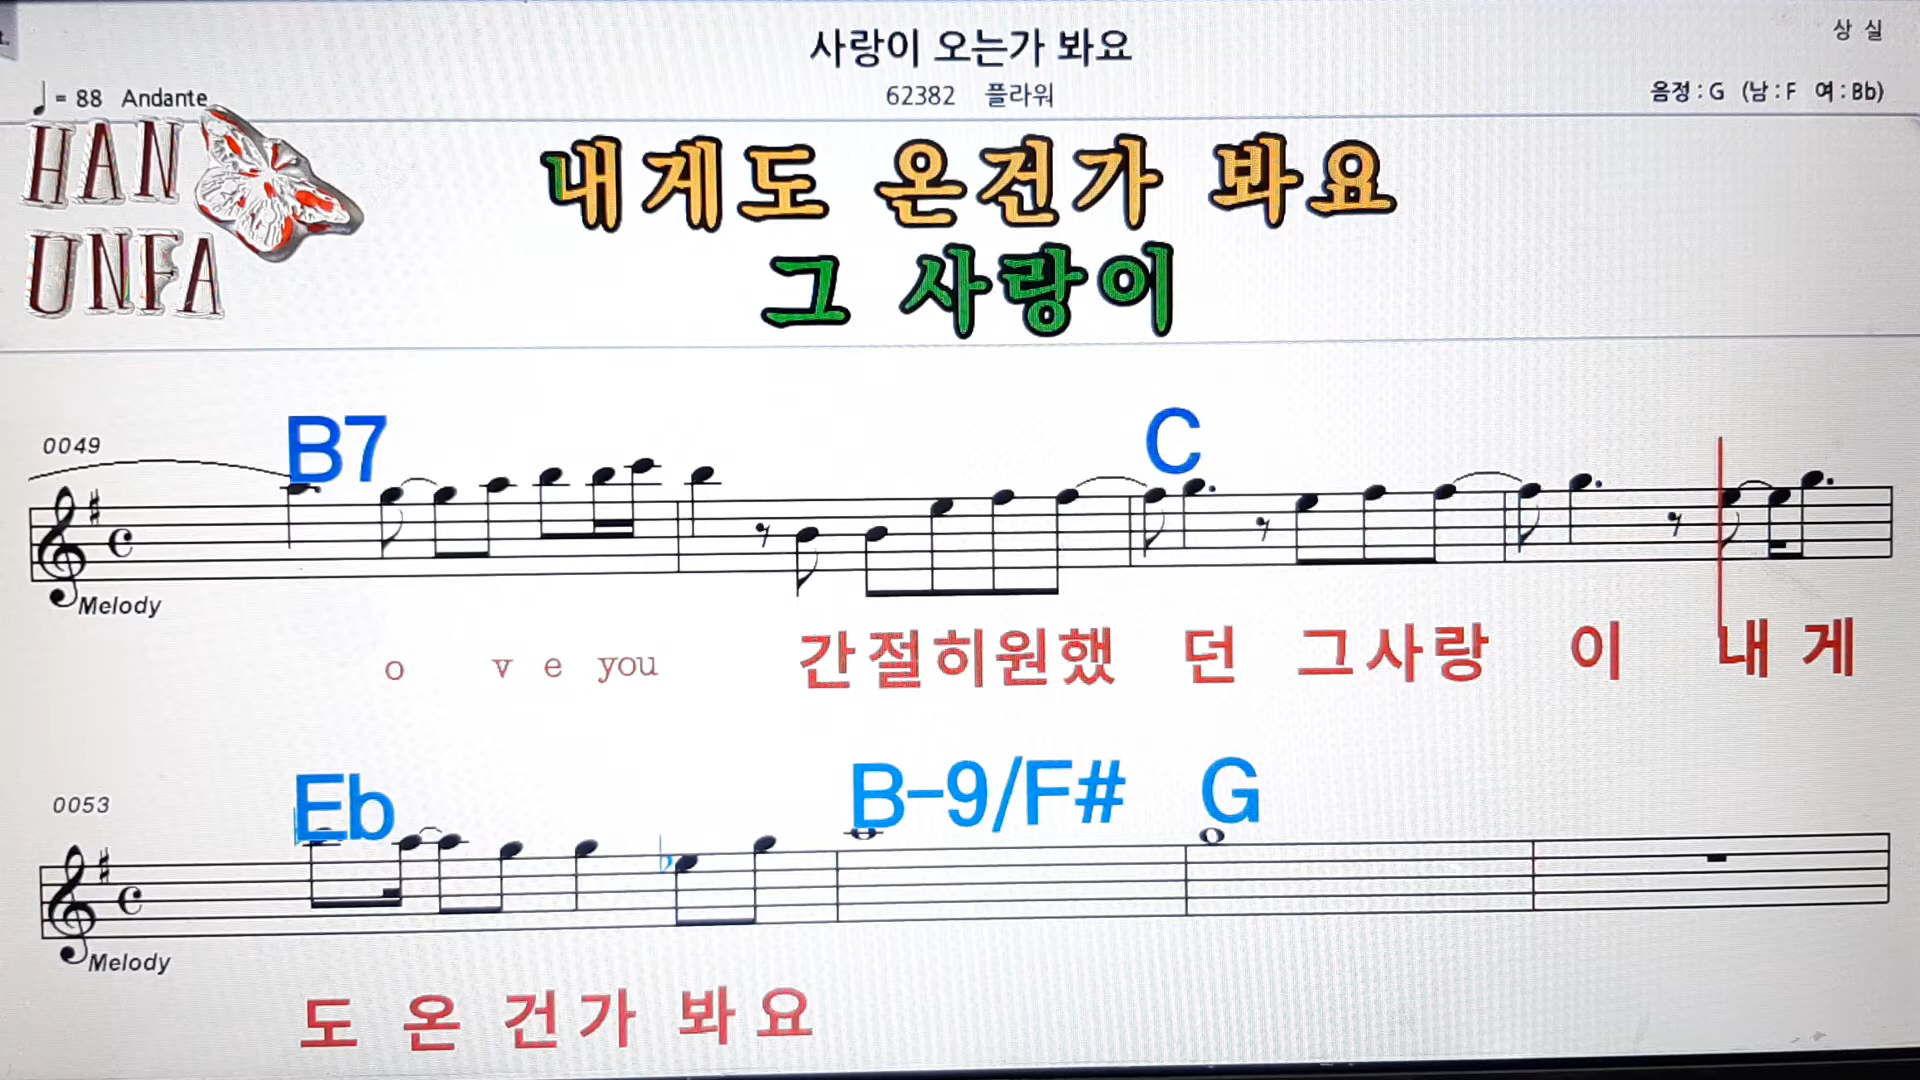 사랑이 오는가 봐요
상 실
♩= 88 Andante
62382 플라워
음정 : G (남 : F 여 : Bb)
HAN
UNFA
내게도 온건가 봐요
그 사랑이
B7 C
0049
Melody
o v e you 간절히원했 던 그사랑 이 내 게
Eb B-9/F# G
0053
Melody
도 온 건가 봐 요